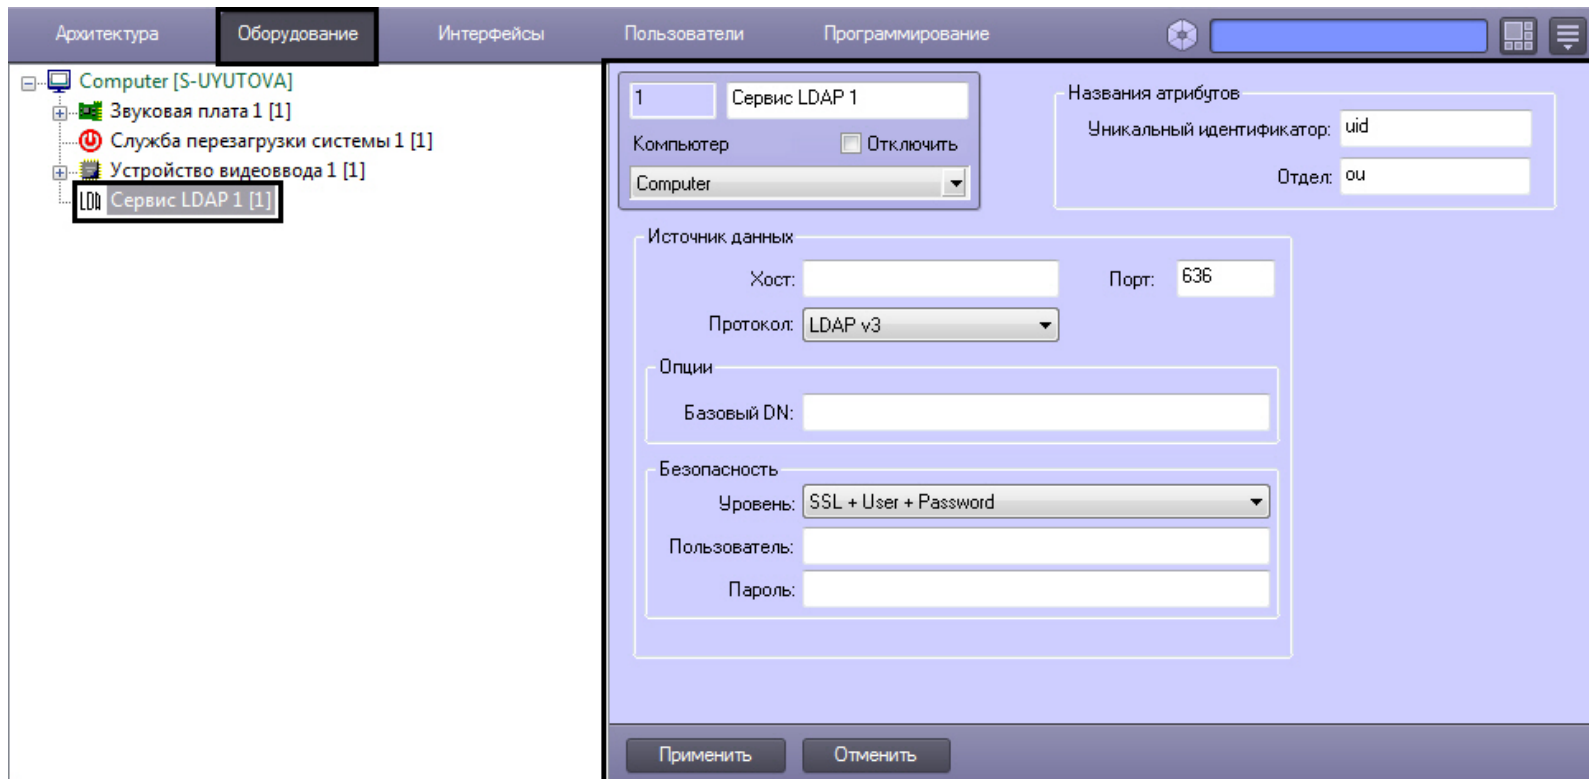 Архитектура Оборудование Интерфейсы Пользователи Программирование
Computer [S-UYUTOVA]
Звуковая плата 1 [1]
Служба перезагрузки системы 1 [1]
Устройство видеоввода 1 [1]
LDA Сервис LDAP 1 [1]
1 Сервис LDAP 1
Компьютер Отключить
Computer
Названия атрибутов
Уникальный идентификатор: uid
Отдел: ou
Источник данных
Хост: Порт: 636
Протокол: LDAP v3
Опции
Базовый DN:
Безопасность
Уровень: SSL + User + Password
Пользователь:
Пароль:
Применить Отменить